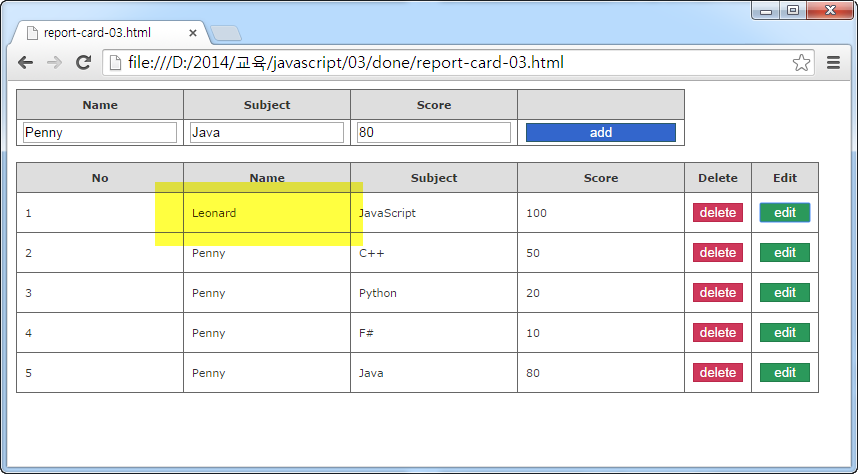 report-card-03.html
file:///D:/2014/교육/javascript/03/done/report-card-03.html
Name Subject Score
Penny Java 80 add
No Name Subject Score Delete Edit
1 Leonard JavaScript 100 delete edit
2 Penny C++ 50 delete edit
3 Penny Python 20 delete edit
4 Penny F# 10 delete edit
5 Penny Java 80 delete edit